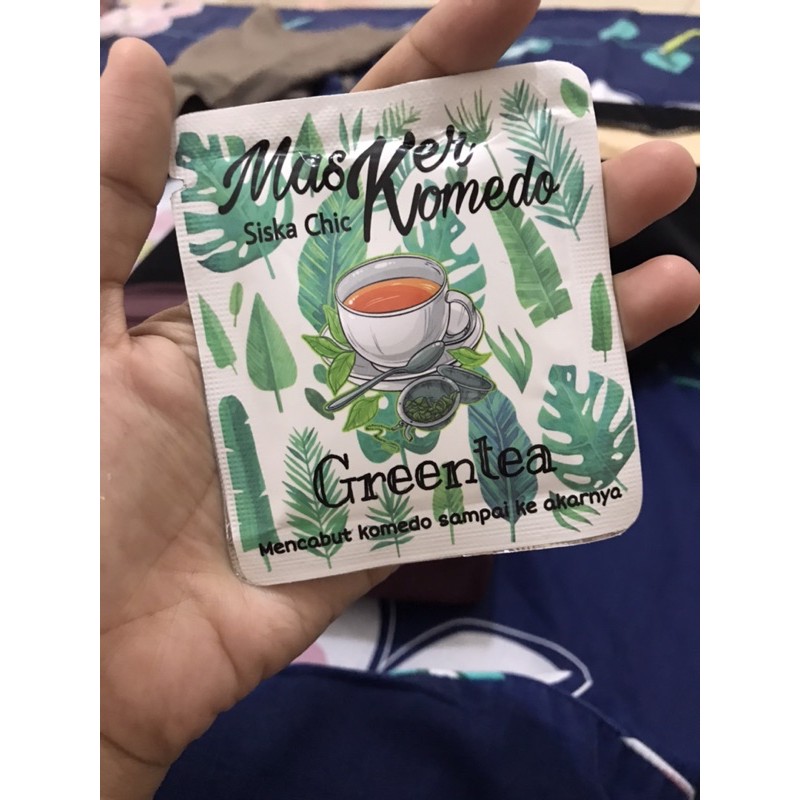 Masker
Komedo
Siska Chic
Greentea
Mencabut komedo sampai ke akarnya